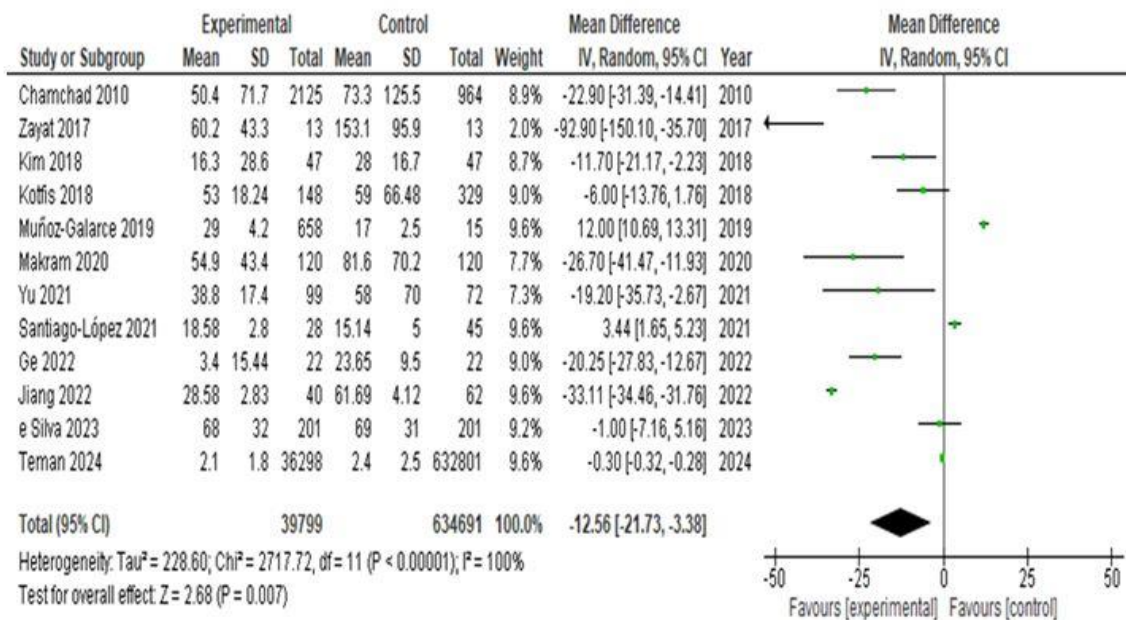 Experimental Control Mean Difference Mean Difference
Study or Subgroup Mean SD Total Mean SD Total Weight IV, Random, 95% CI Year IV, Random, 95% CI
Chamchad 2010 50.4 71.7 2125 73.3 125.5 964 8.9% -22.90 [-31.39, -14.41] 2010
Zayat 2017 60.2 43.3 13 153.1 95.9 13 2.0% -92.90 [-150.10, -35.70] 2017
Kim 2018 16.3 28.6 47 28 16.7 47 8.7% -11.70 [-21.17, -2.23] 2018
Kotfis 2018 53 18.24 148 59 66.48 329 9.0% -6.00 [-13.76, 1.76] 2018
Muñoz-Galarce 2019 29 4.2 658 17 2.5 15 9.6% 12.00 [10.69, 13.31] 2019
Makram 2020 54.9 43.4 120 81.6 70.2 120 7.7% -26.70 [-41.47, -11.93] 2020
Yu 2021 38.8 17.4 99 58 70 72 7.3% -19.20 [-35.73, -2.67] 2021
Santiago-López 2021 18.58 2.8 28 15.14 5 45 9.6% 3.44 [1.65, 5.23] 2021
Ge 2022 3.4 15.44 22 23.65 9.5 22 9.0% -20.25 [-27.83, -12.67] 2022
Jiang 2022 28.58 2.83 40 61.69 4.12 62 9.6% -33.11 [-34.46, -31.76] 2022
e Silva 2023 68 32 201 69 31 201 9.2% -1.00 [-7.16, 5.16] 2023
Teman 2024 2.1 1.8 36298 2.4 2.5 632801 9.6% -0.30 [-0.32, -0.28] 2024
Total (95% CI) 39799 634691 100.0% -12.56 [-21.73, -3.38]
Heterogeneity: Tau² = 228.60; Chi² = 2717.72, df = 11 (P < 0.00001); I² = 100%
Test for overall effect: Z = 2.68 (P = 0.007)
-50 -25 0 25 50
Favours [experimental] Favours [control]